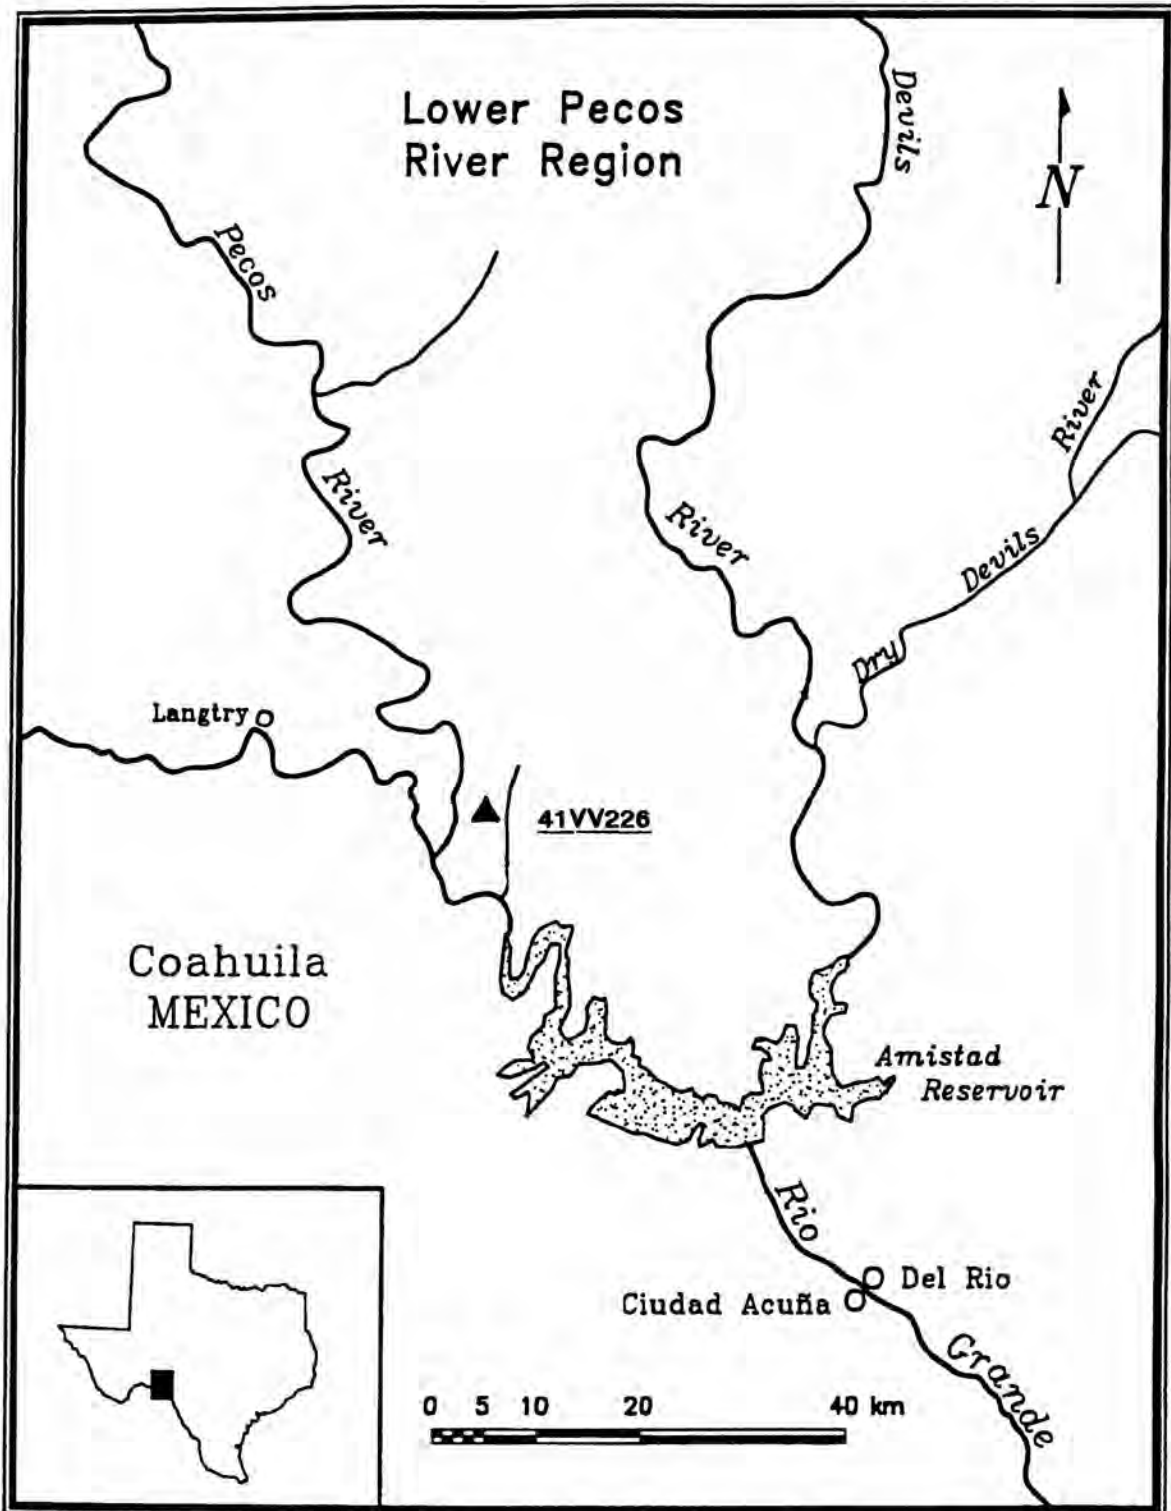 Lower Pecos
River Region
Devils
N
Pecos
River
River
River
Devils
Dry
Langtry
41VV226
Coahuila
MEXICO
Amistad
Reservoir
Rio
Del Rio
Ciudad Acuña
Grande
0 5 10 20 40 km